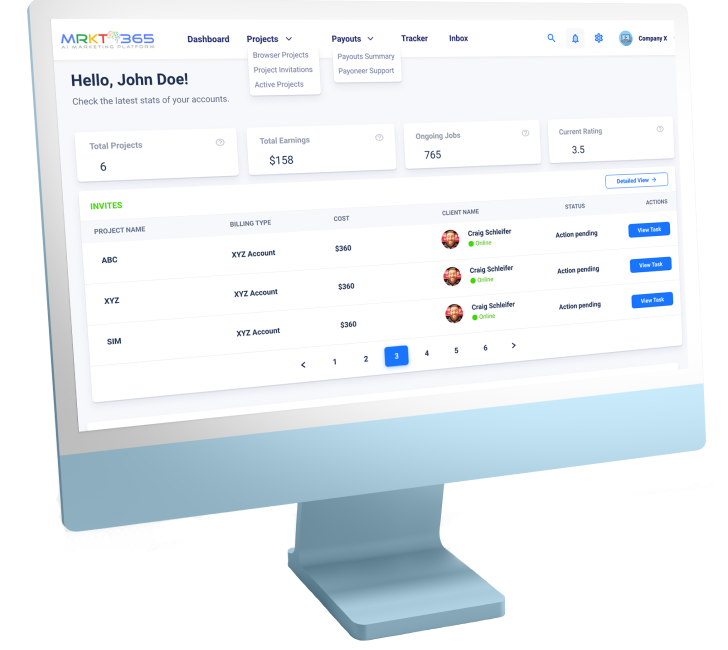 MRKT 365
AI MARKETING PLATFORM
Dashboard
Projects
Payouts
Tracker
Inbox
Company X
Browser Projects
Project Invitations
Active Projects
Payouts Summary
Payoneer Support
Hello, John Doe!
Check the latest stats of your accounts.
Total Projects
6
Total Earnings
$158
Ongoing Jobs
765
Current Rating
3.5
INVITES
Detailed View →
PROJECT NAME BILLING TYPE COST CLIENT NAME STATUS ACTIONS
ABC XYZ Account $360 Craig Schleifer Action pending View Task
Online
XYZ XYZ Account $360 Craig Schleifer Action pending View Task
Online
SIM XYZ Account $360 Craig Schleifer Action pending View Task
Online
< 1 2 3 4 5 6 >